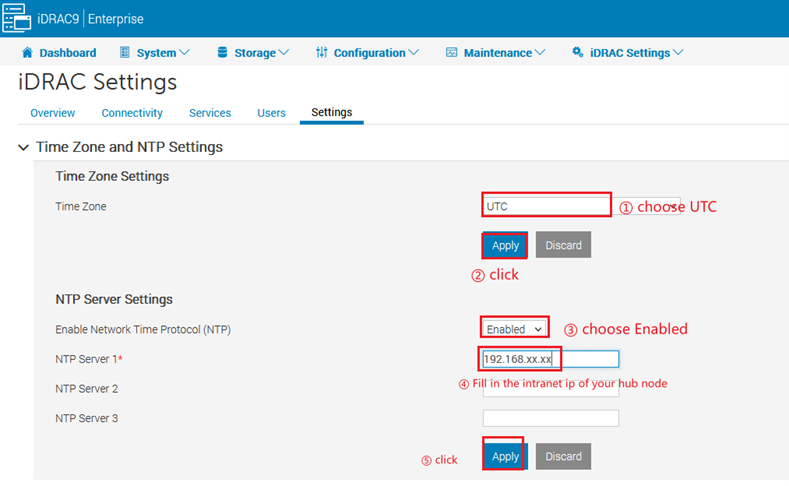 iDRAC9 | Enterprise
Dashboard System Storage Configuration Maintenance iDRAC Settings
iDRAC Settings
Overview Connectivity Services Users Settings
Time Zone and NTP Settings
Time Zone Settings
Time Zone UTC ① choose UTC
Apply Discard
② click
NTP Server Settings
Enable Network Time Protocol (NTP) Enabled ③ choose Enabled
NTP Server 1* 192.168.xx.xx
④ Fill in the intranet ip of your hub node
NTP Server 2
NTP Server 3
⑤ click Apply Discard